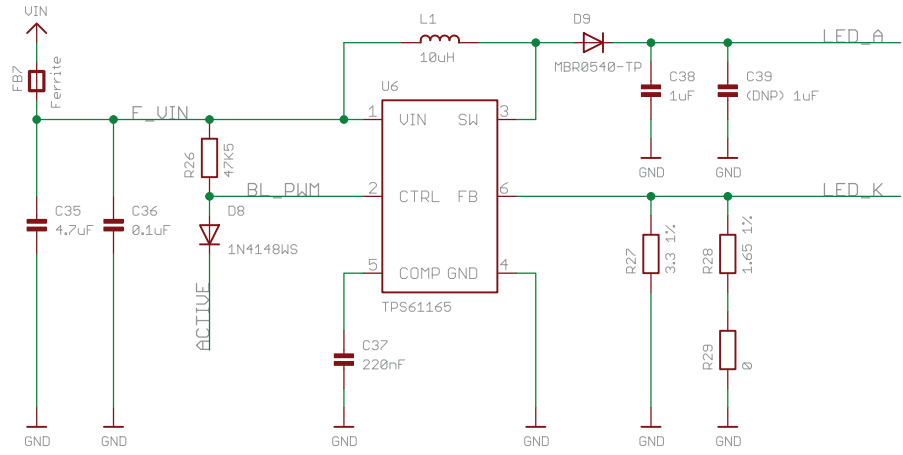 VIN
FB7
Ferrite
F_VIN
L1
10uH
D9
MBR0540-TP
LED_A
C38
1uF
C39
(DNP) 1uF
GND
GND
U6
1
VIN
SW
3
2
CTRL
FB
6
5
COMP
GND
4
TPS61165
R26
47K5
BL_PWM
D8
1N4148WS
ACTIVE
C35
4.7uF
C36
0.1uF
LED_K
R27
3.3 1%
R28
1.65 1%
R29
0
C37
220nF
GND
GND
GND
GND
GND
GND